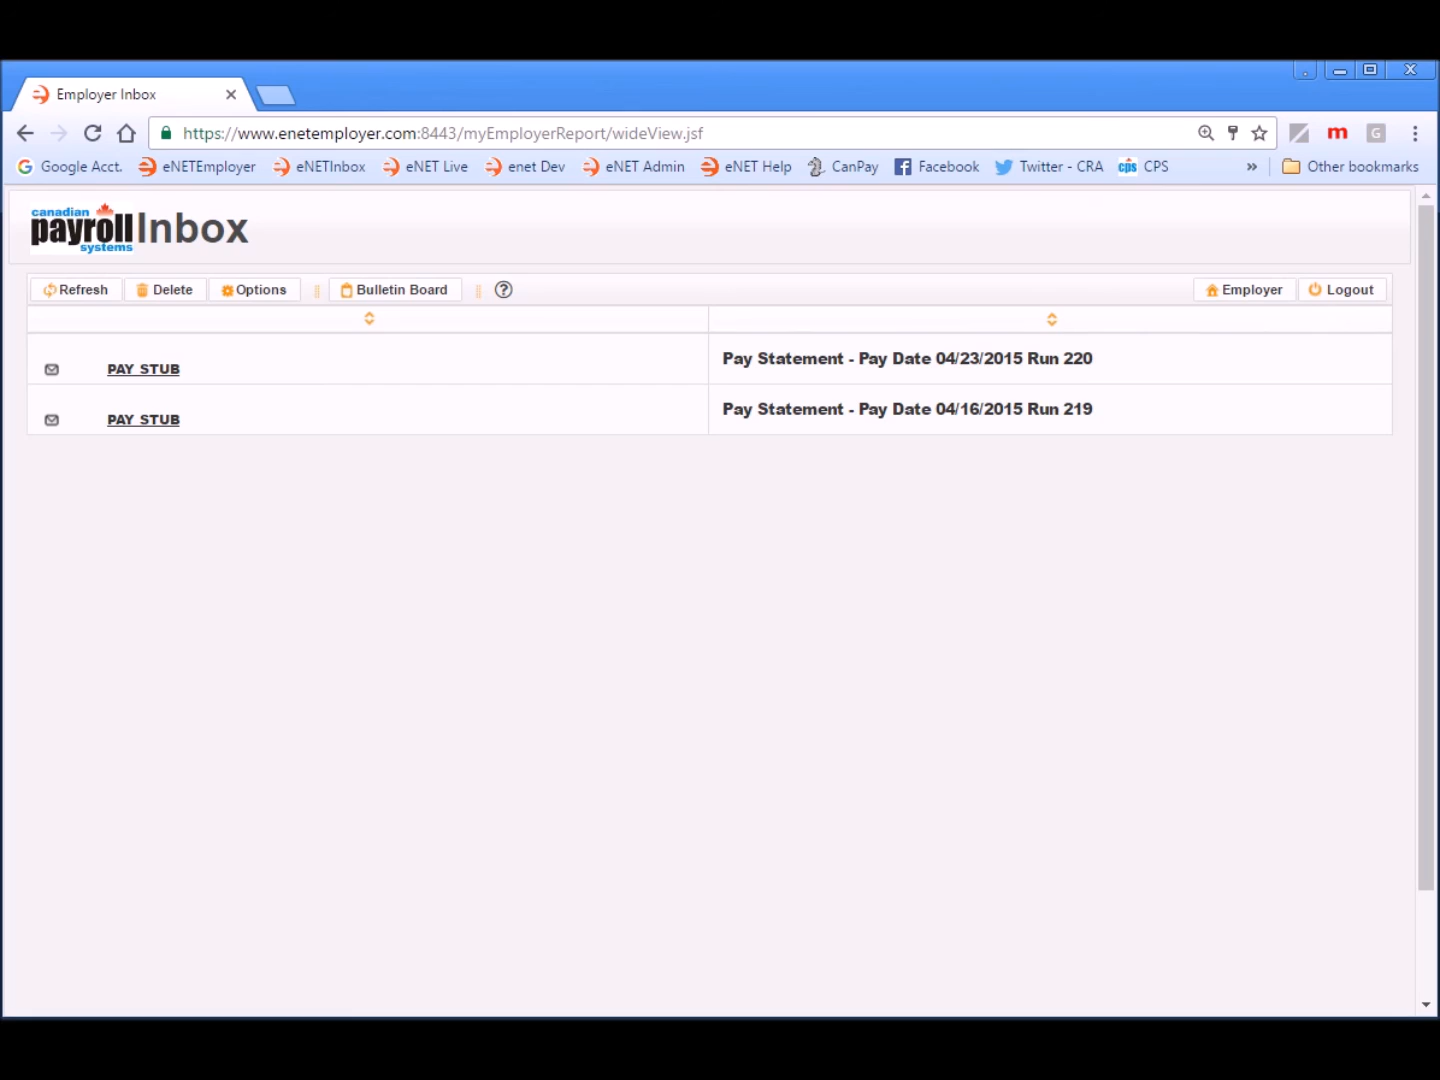 Employer Inbox
https://www.enetemployer.com:8443/myEmployerReport/wideView.jsf
m
G
G Google Acct. eNETEmployer eNETInbox eNET Live enet Dev eNET Admin eNET Help CanPay Facebook Twitter - CRA cps CPS » Other bookmarks
canadian
payroll Inbox
systems
Refresh Delete Options Bulletin Board ? Employer Logout
PAY STUB Pay Statement - Pay Date 04/23/2015 Run 220
PAY STUB Pay Statement - Pay Date 04/16/2015 Run 219